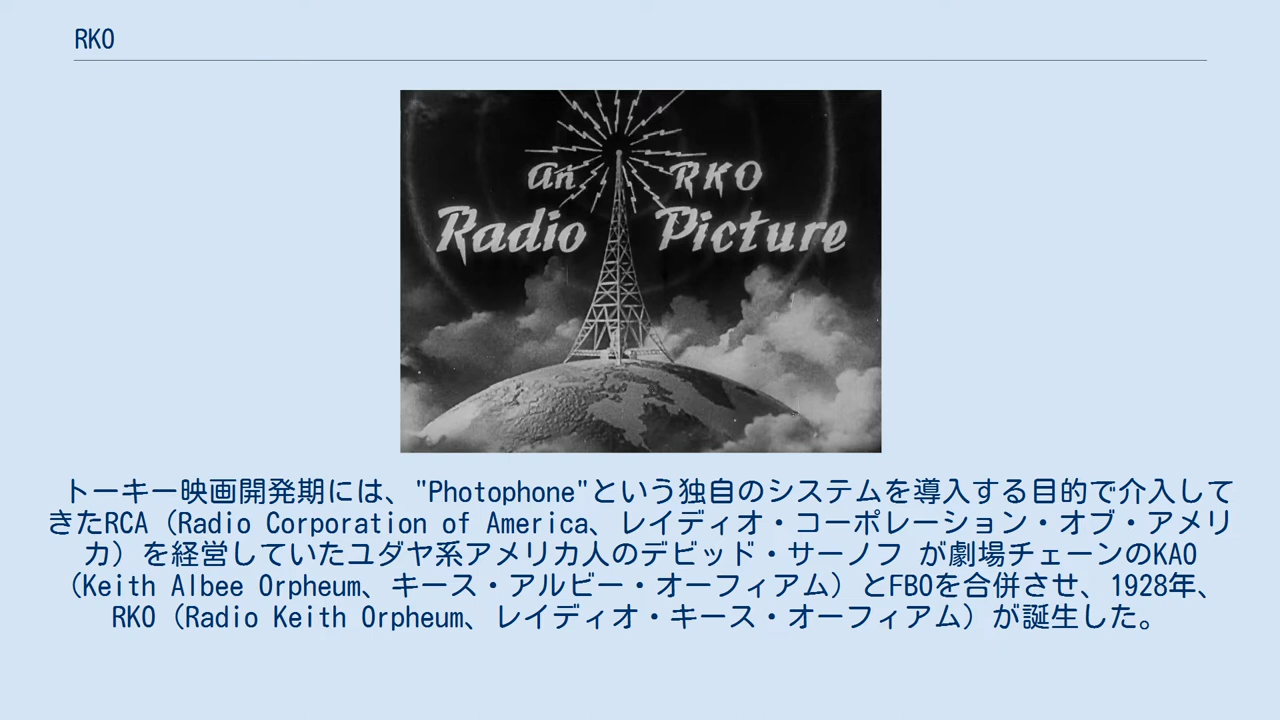 RKO
an RKO
Radio Picture
トーキー映画開発期には、"Photophone"という独自のシステムを導入する目的で介入して
きたRCA（Radio Corporation of America、レイディオ・コーポレーション・オブ・アメリ
カ）を経営していたユダヤ系アメリカ人のデビッド・サーノフ が劇場チェーンのKAO
（Keith Albee Orpheum、キース・アルビー・オーフィアム）とFBOを合併させ、1928年、
RKO（Radio Keith Orpheum、レイディオ・キース・オーフィアム）が誕生した。